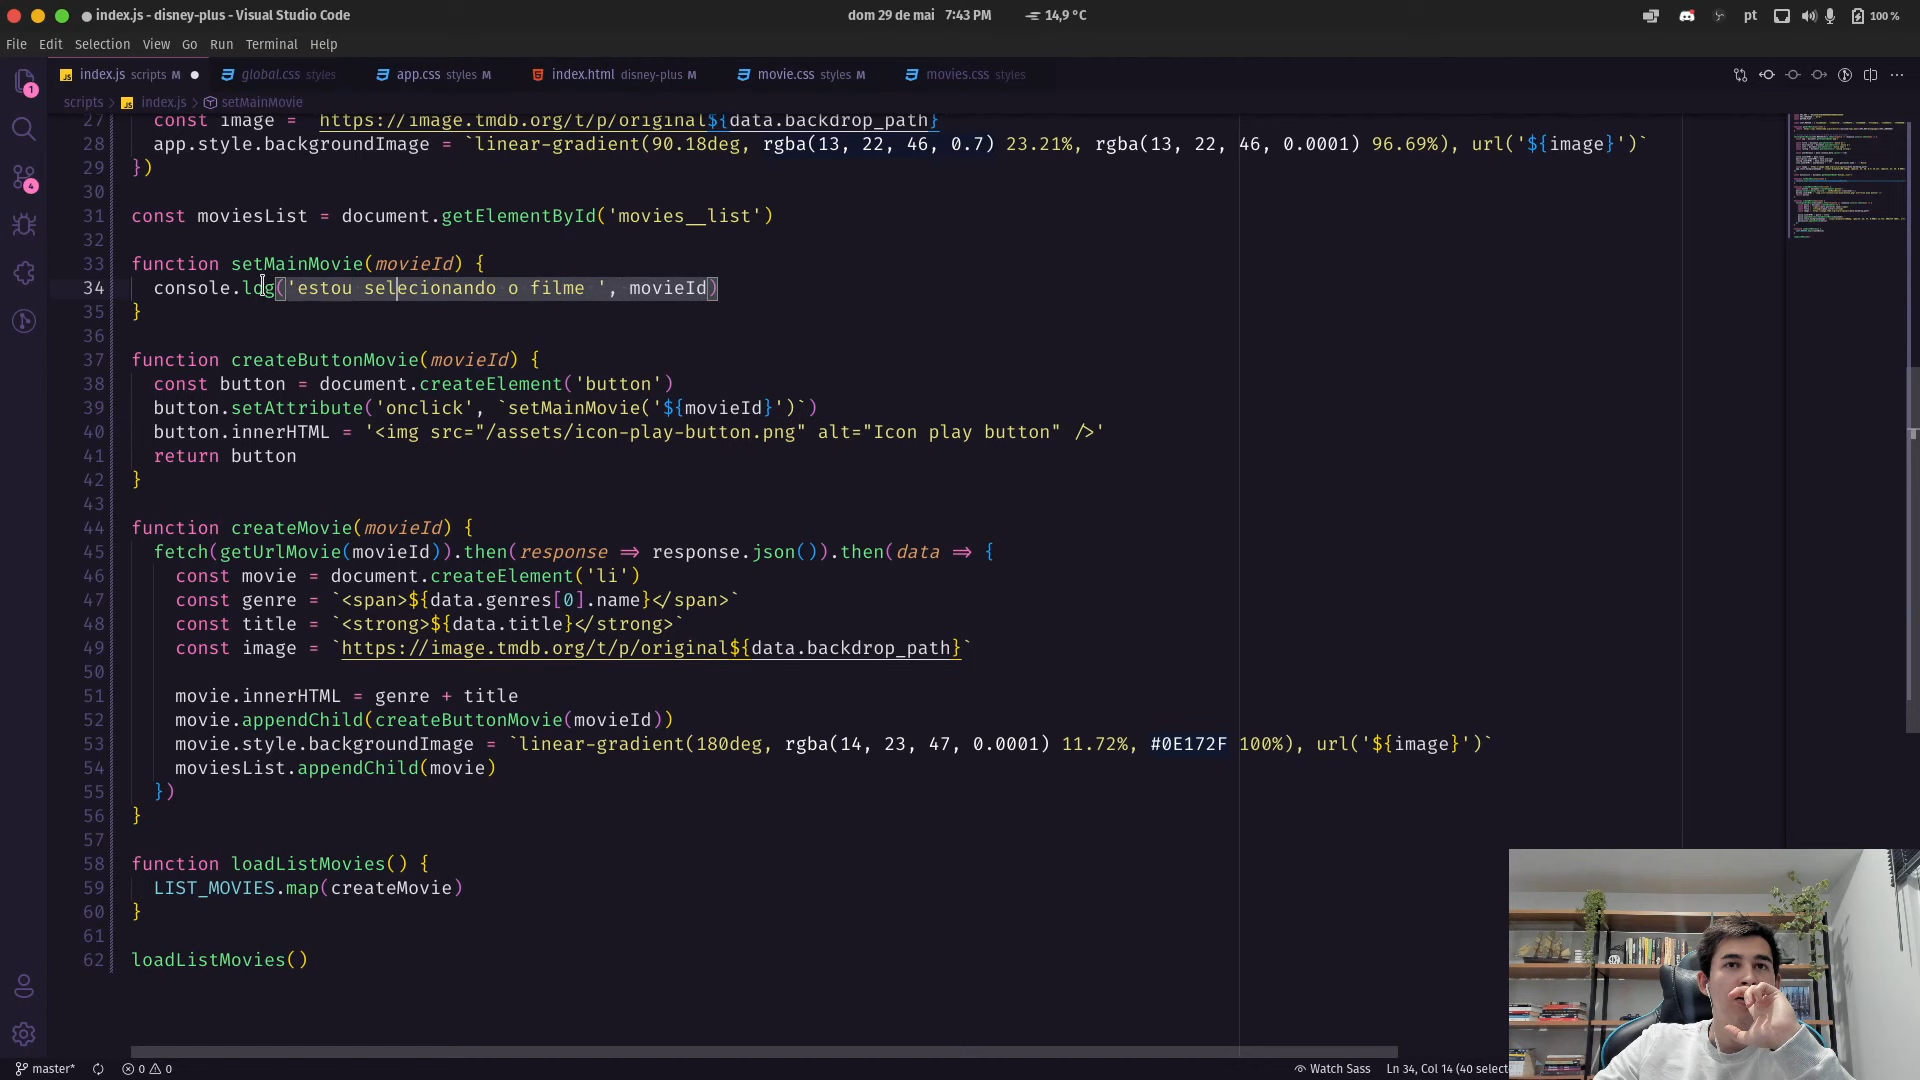 index.js - disney-plus - Visual Studio Code
dom 29 de mai 7:43 PM
14,9 °C
pt
100 %
File Edit Selection View Go Run Terminal Help
index.js scripts M
global.css styles
app.css styles M
index.html disney-plus M
movie.css styles M
movies.css styles
scripts > index.js > setMainMovie
27 const image = https://image.tmdb.org/t/p/original${data.backdrop_path}
28 app.style.backgroundImage = `linear-gradient(90.18deg, rgba(13, 22, 46, 0.7) 23.21%, rgba(13, 22, 46, 0.0001) 96.69%), url('${image}')`
29 })
30
31 const moviesList = document.getElementById('movies__list')
32
33 function setMainMovie(movieId) {
34 console.log('estou selecionando o filme ', movieId)
35 }
36
37 function createButtonMovie(movieId) {
38 const button = document.createElement('button')
39 button.setAttribute('onclick', `setMainMovie('${movieId}')`)
40 button.innerHTML = '<img src="/assets/icon-play-button.png" alt="Icon play button" />'
41 return button
42 }
43
44 function createMovie(movieId) {
45 fetch(getUrlMovie(movieId)).then(response => response.json()).then(data => {
46 const movie = document.createElement('li')
47 const genre = `<span>${data.genres[0].name}</span>`
48 const title = `<strong>${data.title}</strong>`
49 const image = `https://image.tmdb.org/t/p/original${data.backdrop_path}`
50
51 movie.innerHTML = genre + title
52 movie.appendChild(createButtonMovie(movieId))
53 movie.style.backgroundImage = `linear-gradient(180deg, rgba(14, 23, 47, 0.0001) 11.72%, #0E172F 100%), url('${image}')`
54 moviesList.appendChild(movie)
55 })
56 }
57
58 function loadListMovies() {
59 LIST_MOVIES.map(createMovie)
60 }
61
62 loadListMovies()
1
4
master* 0 0 Watch Sass Ln 34, Col 14 (40 select